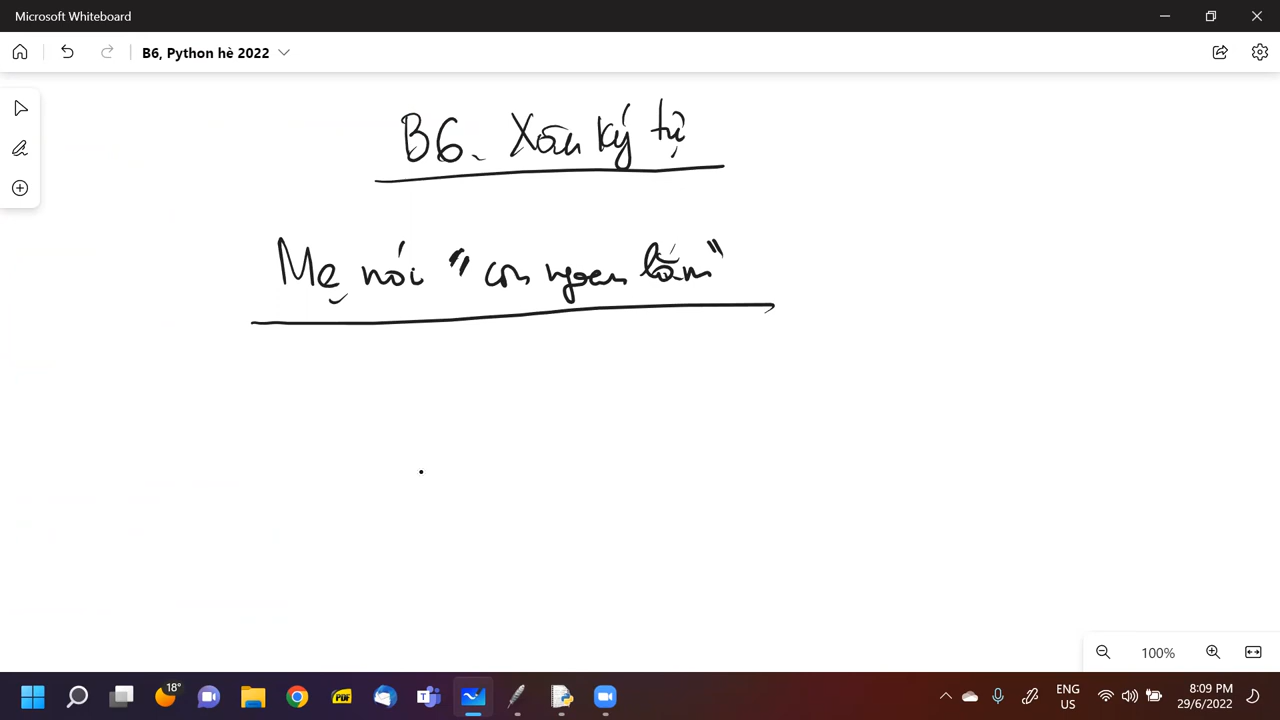 Microsoft Whiteboard
B6, Python hè 2022
B6. Xâu ký tự
Mẹ nói "con ngoan lắm"
100%
18°
PDF
ENG
US
8:09 PM
29/6/2022